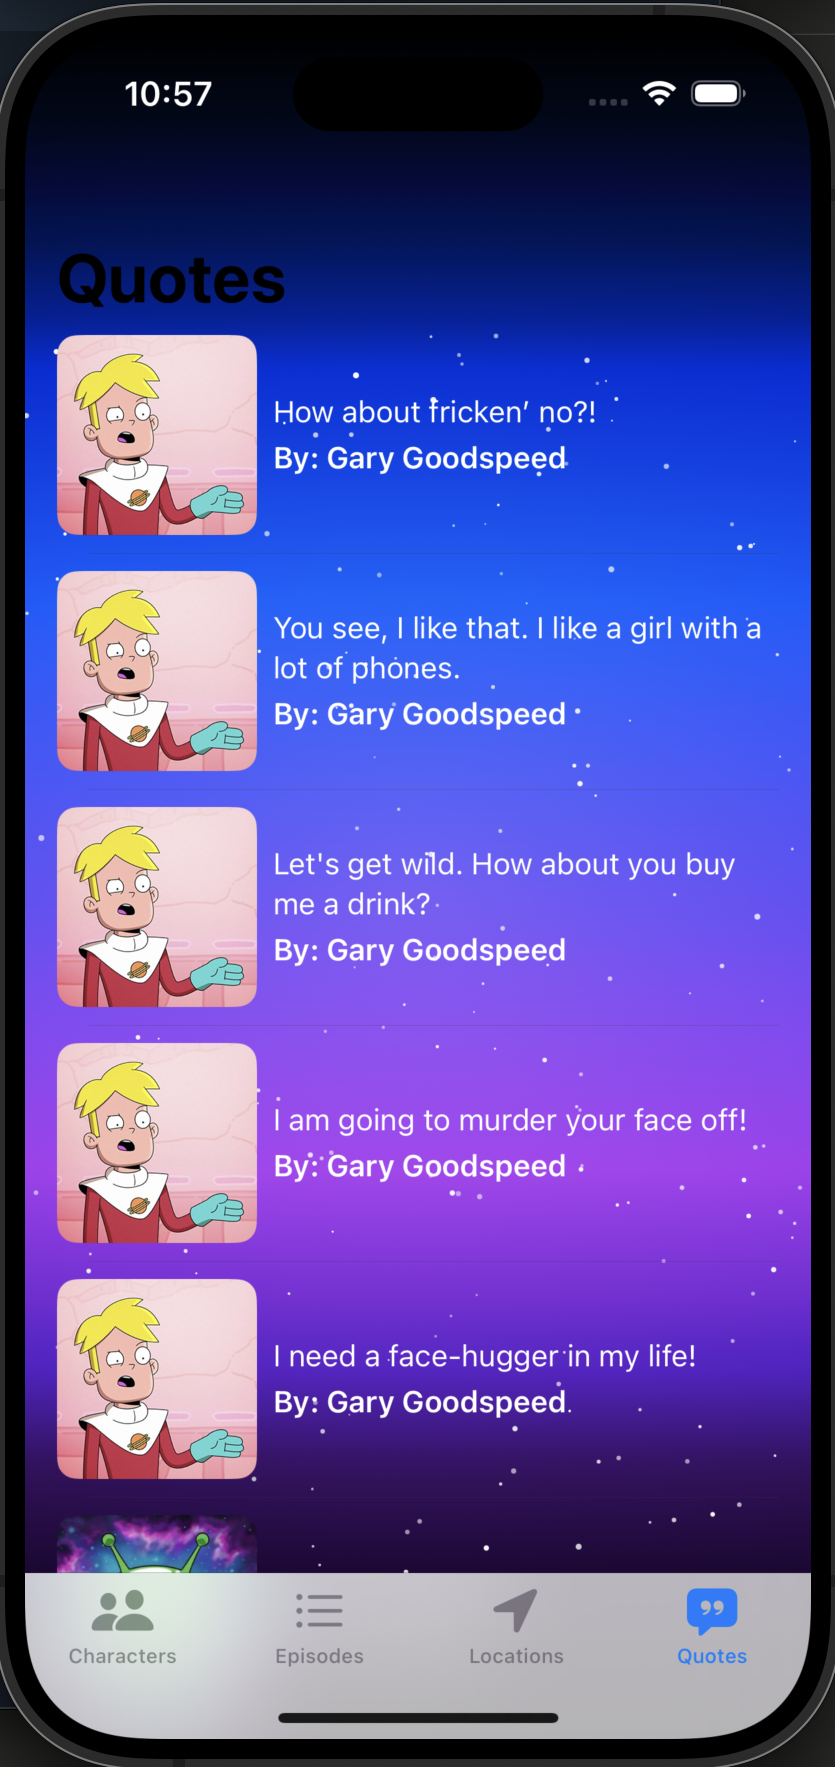 10:57
Quotes
How about fricken’ no?!
By: Gary Goodspeed
You see, I like that. I like a girl with a
lot of phones.
By: Gary Goodspeed
Let's get wild. How about you buy
me a drink?
By: Gary Goodspeed
I am going to murder your face off!
By: Gary Goodspeed
I need a face-hugger in my life!
By: Gary Goodspeed
Characters
Episodes
Locations
Quotes